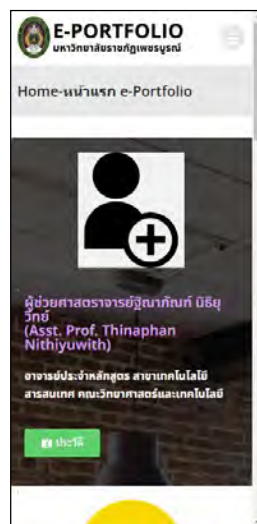 E-PORTFOLIO
มหาวิทยาลัยราชภัฏเพชรบูรณ์
Home-หน้าแรก e-Portfolio
ผู้ช่วยศาสตราจารย์ฐิณาภัณฑ์ นิธิยุ
วิทย์
(Asst. Prof. Thinaphan
Nithiyuwith)
อาจารย์ประจำหลักสูตร สาขาเทคโนโลยี
สารสนเทศ คณะวิทยาศาสตร์และเทคโนโลยี
ประวัติ